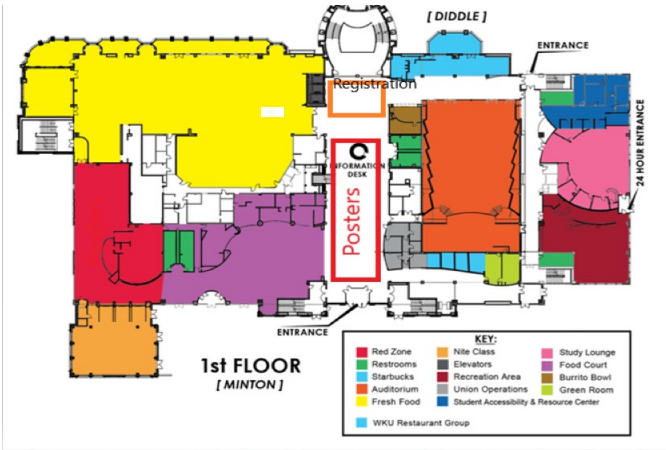 [ DIDDLE ]
ENTRANCE
Registration
24 HOUR ENTRANCE
INFORMATION
DESK
Posters
ENTRANCE
1st FLOOR
[ MINTON ]
KEY:
Red Zone
Restrooms
Starbucks
Auditorium
Fresh Food
WKU Restaurant Group
Nite Class
Elevators
Recreation Area
Union Operations
Student Accessibility & Resource Center
Study Lounge
Food Court
Burrito Bowl
Green Room